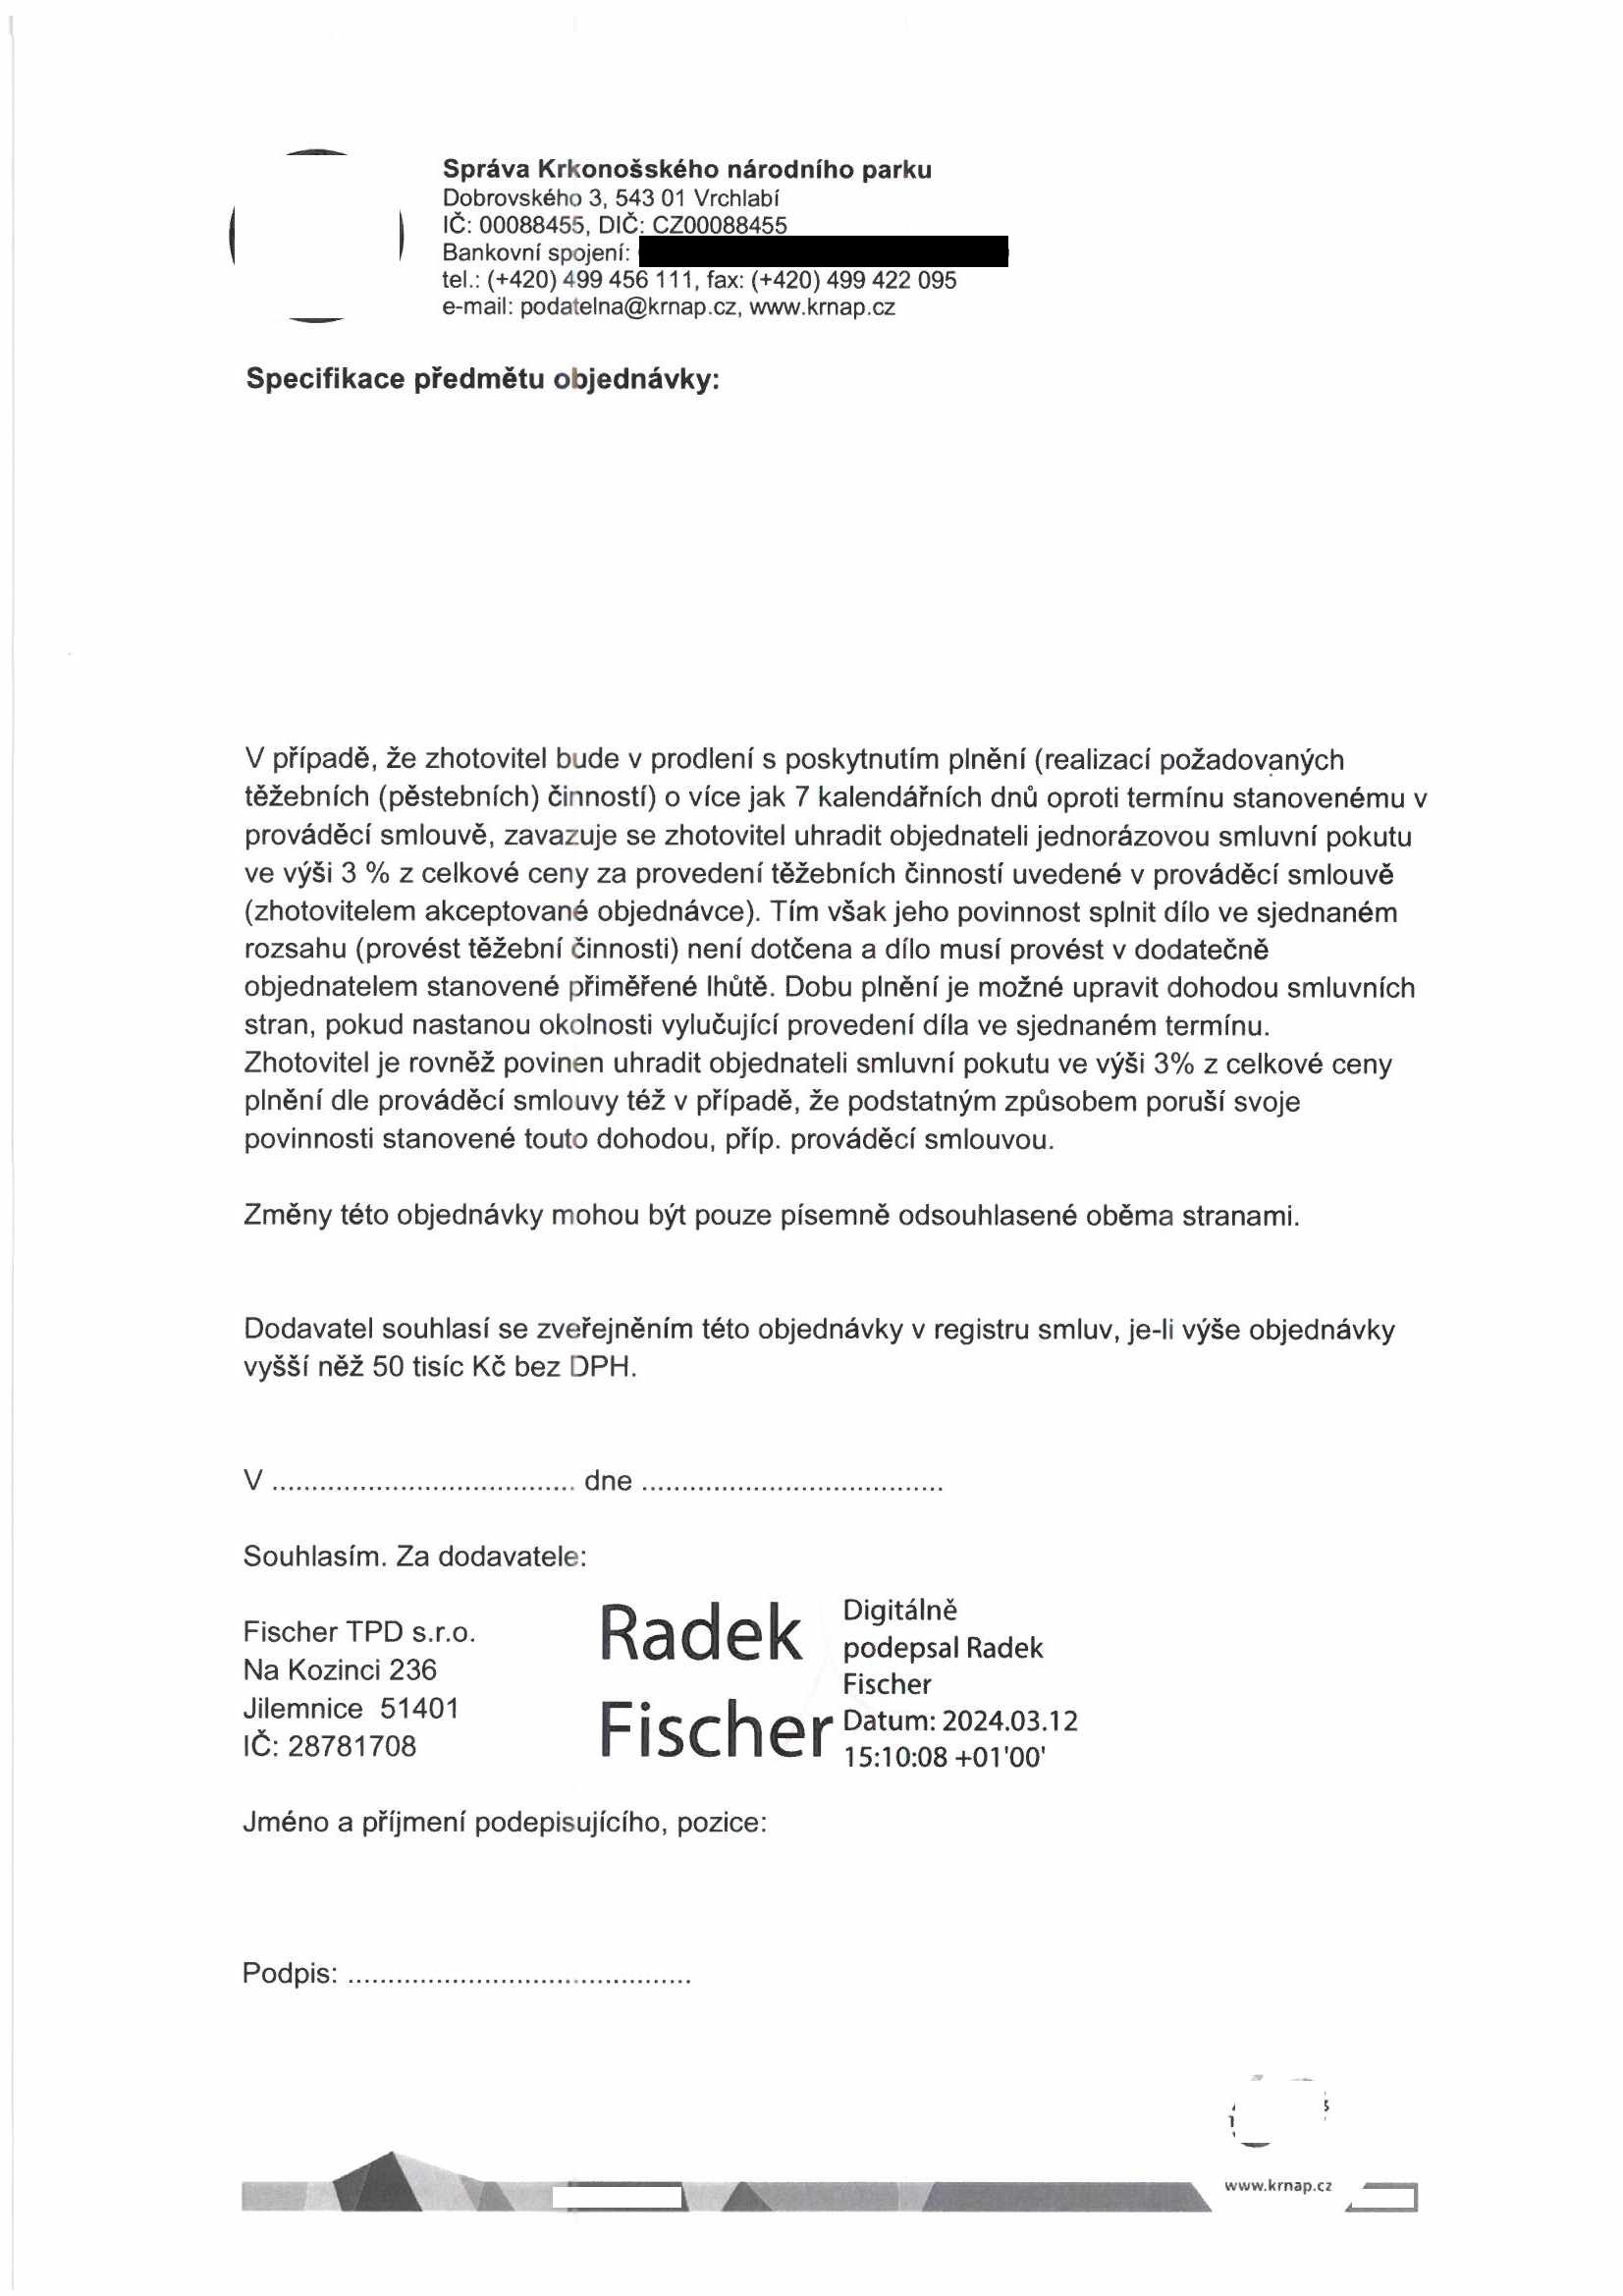 Správa Krkonošského národního parku
Dobrovského 3, 543 01 Vrchlabí
IČ: 00088455, DIČ: CZ00088455
Bankovní spojení:
tel.: (+420) 499 456 111, fax: (+420) 499 422 095
e-mail: podatelna@krnap.cz, www.krnap.cz
Specifikace předmětu objednávky:
V případě, že zhotovitel bude v prodlení s poskytnutím plnění (realizací požadovaných
těžebních (pěstebních) činností) o více jak 7 kalendářních dnů oproti termínu stanovenému v
prováděcí smlouvě, zavazuje se zhotovitel uhradit objednateli jednorázovou smluvní pokutu
ve výši 3 % z celkové ceny za provedení těžebních činností uvedené v prováděcí smlouvě
(zhotovitelem akceptované objednávce). Tím však jeho povinnost splnit dílo ve sjednaném
rozsahu (provést těžební činnosti) není dotčena a dílo musí provést v dodatečně
objednatelem stanovené přiměřené lhůtě. Dobu plnění je možné upravit dohodou smluvních
stran, pokud nastanou okolnosti vylučující provedení díla ve sjednaném termínu.
Zhotovitel je rovněž povinen uhradit objednateli smluvní pokutu ve výši 3% z celkové ceny
plnění dle prováděcí smlouvy též v případě, že podstatným způsobem poruší svoje
povinnosti stanovené touto dohodou, příp. prováděcí smlouvou.
Změny této objednávky mohou být pouze písemně odsouhlasené oběma stranami.
Dodavatel souhlasí se zveřejněním této objednávky v registru smluv, je-li výše objednávky
vyšší něž 50 tisíc Kč bez DPH.
V ...................................... dne ......................................
Souhlasím. Za dodavatele:
Fischer TPD s.r.o.
Na Kozinci 236
Jilemnice 51401
IČ: 28781708
Radek
Fischer
Digitálně
podepsal Radek
Fischer
Datum: 2024.03.12
15:10:08 +01'00'
Jméno a příjmení podepisujícího, pozice:
Podpis: ...........................................
www.krnap.cz